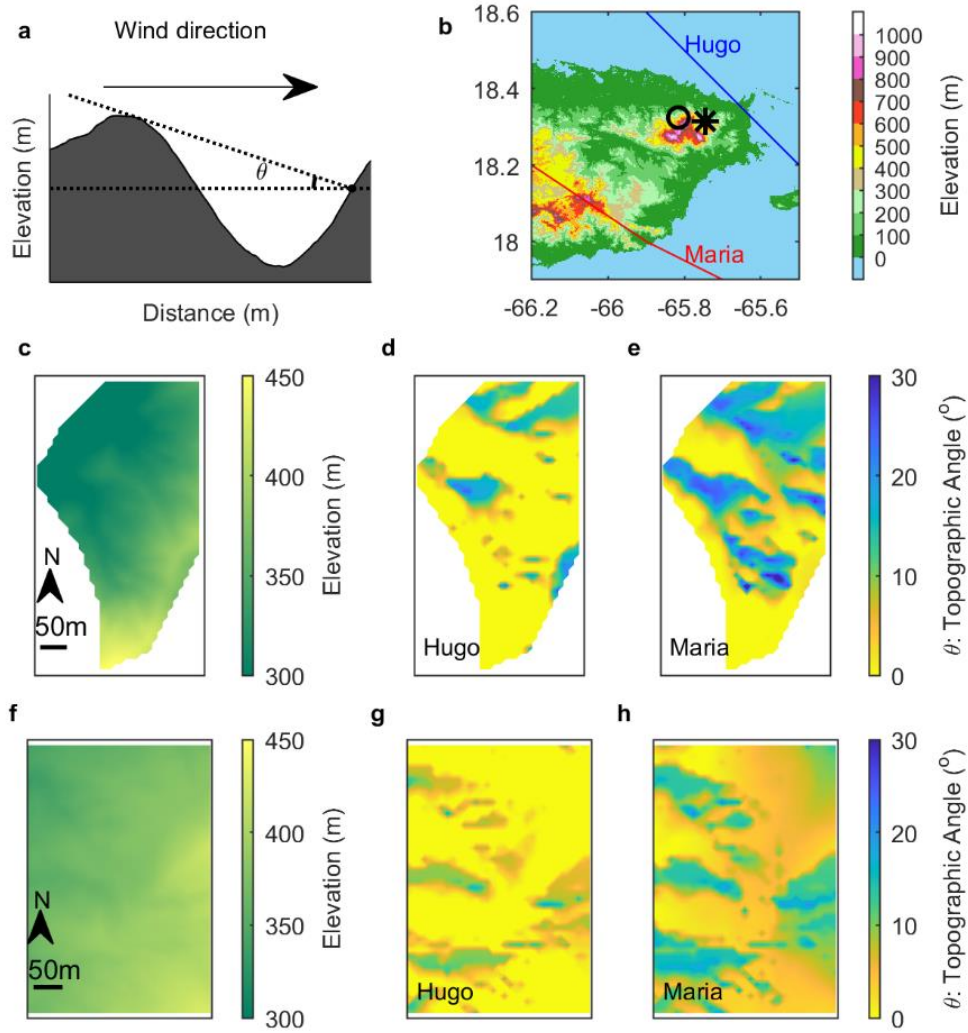 a
Wind direction
θ
Elevation (m)
Distance (m)
b
18.6
18.4
18.2
18
-66.2 -66 -65.8 -65.6
Hugo
Maria
1000
900
800
700
600
500
400
300
200
100
0
Elevation (m)
c
N
50m
450
400
350
300
Elevation (m)
d
Hugo
e
Maria
30
20
10
0
θ: Topographic Angle (o)
f
N
50m
450
400
350
300
Elevation (m)
g
Hugo
h
Maria
30
20
10
0
θ: Topographic Angle (o)